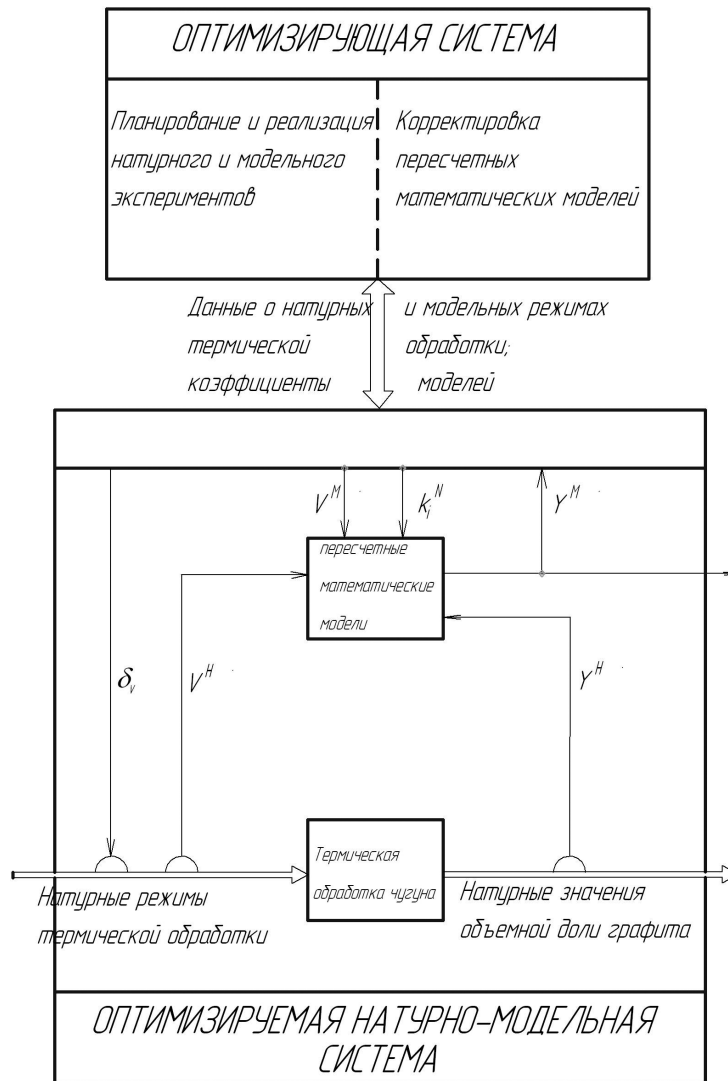 ОПТИМИЗИРУЮЩАЯ СИСТЕМА
Планирование и реализация
натурного и модельного
экспериментов
Корректировка
пересчетных
математических моделей
Данные о натурных и модельных режимах
термической обработки;
коэффициенты моделей
V^M
k_i^N
Y^M
пересчетные
математические
модели
δ_v
V^H
Y^H
Термическая
обработка чугуна
Натурные режимы
термической обработки
Натурные значения
объемной доли графита
ОПТИМИЗИРУЕМАЯ НАТУРНО-МОДЕЛЬНАЯ
СИСТЕМА